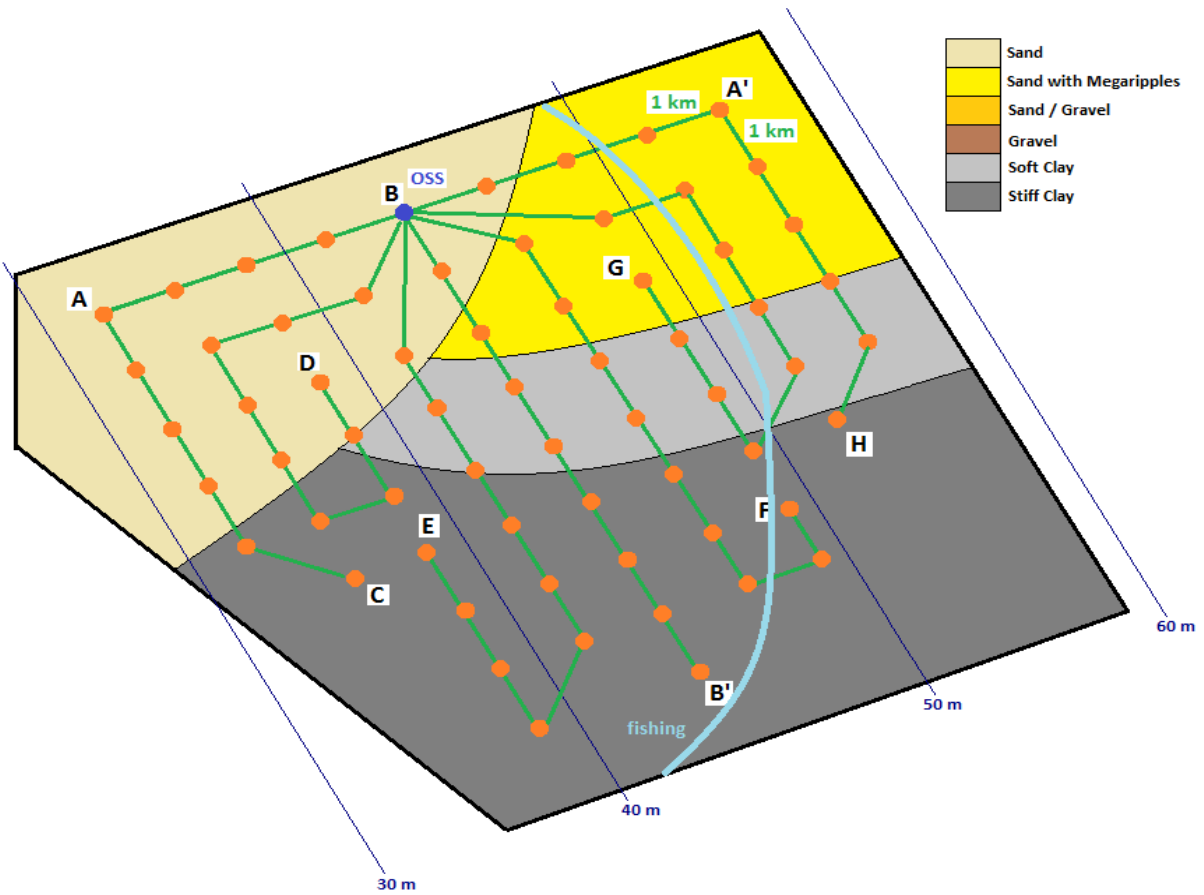 Sand
Sand with Megaripples
Sand / Gravel
Gravel
Soft Clay
Stiff Clay
A'
1 km
1 km
B
OSS
A
G
D
H
F
E
C
B'
fishing
60 m
50 m
40 m
30 m